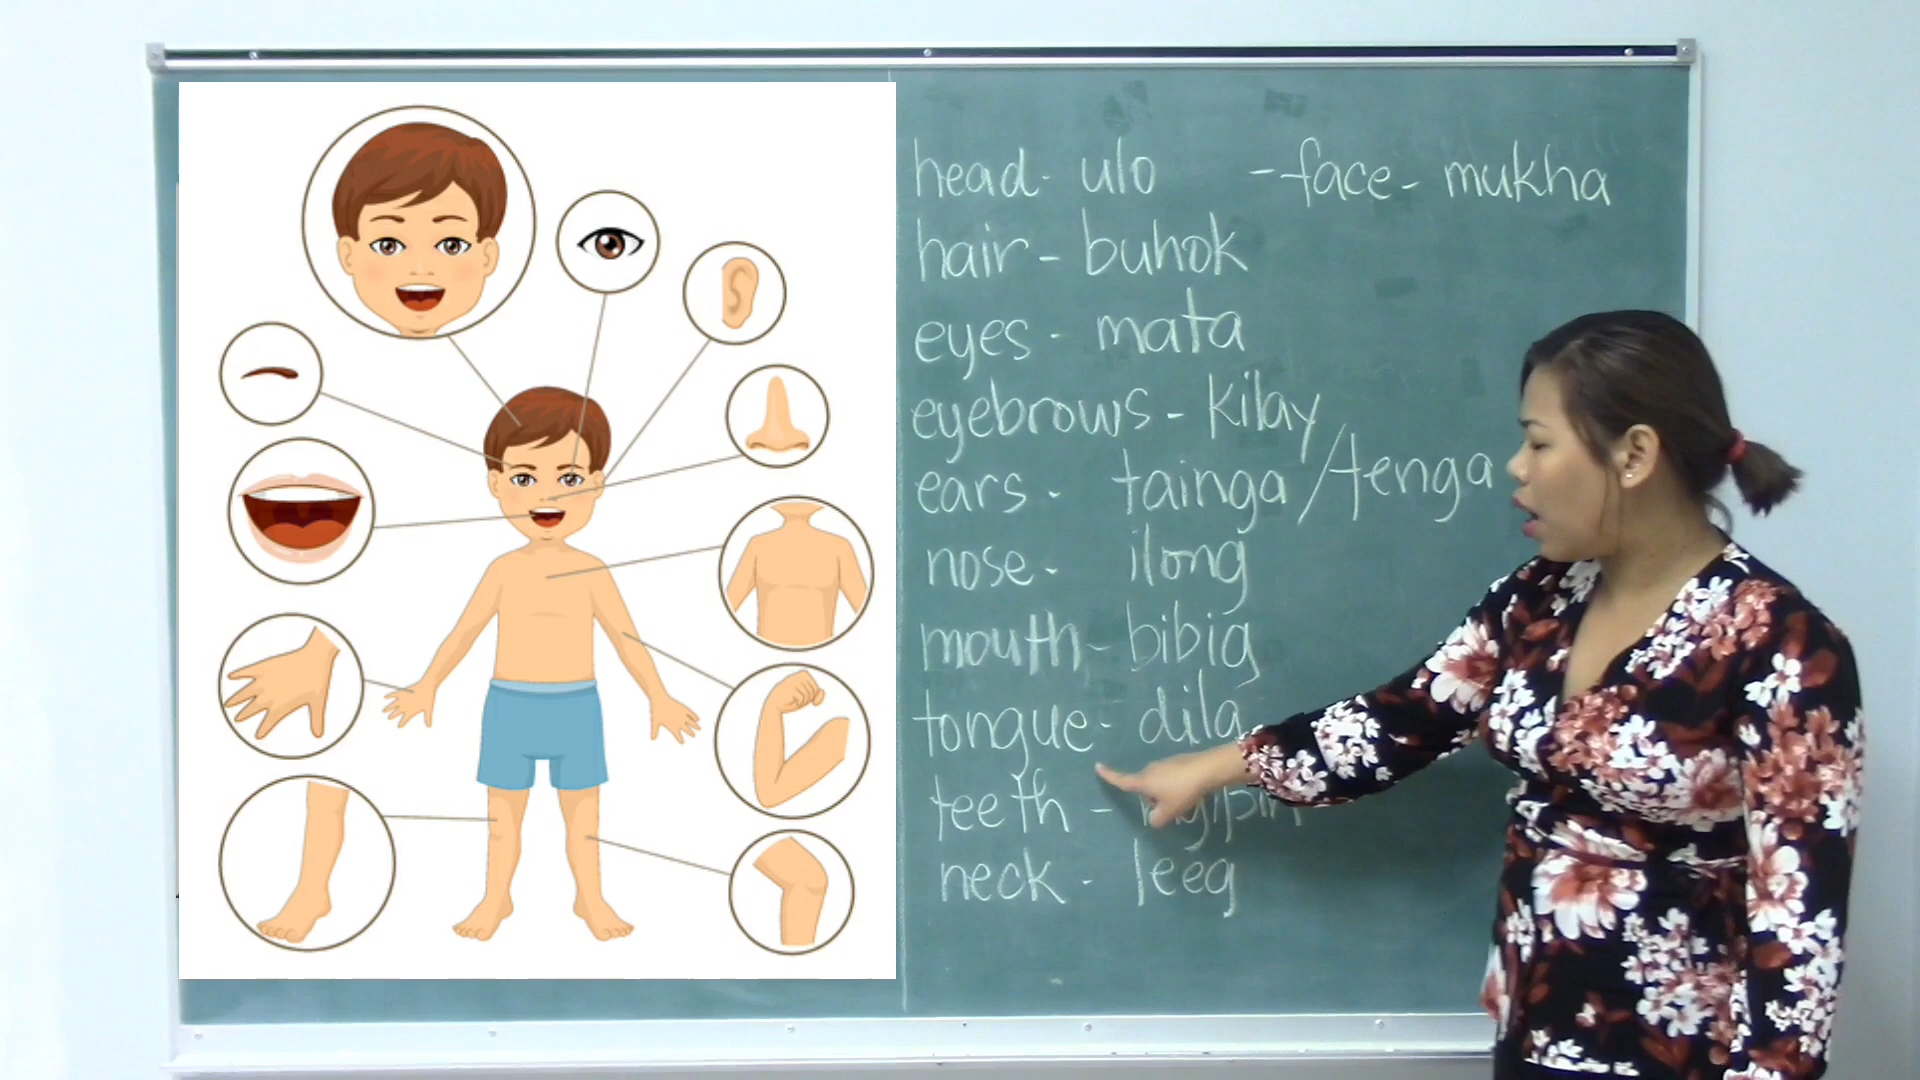 head - ulo - face - mukha
hair - buhok
eyes - mata
eyebrows - kilay
ears - tainga / tenga
nose - ilong
mouth - bibig
tongue - dila
teeth - ngipin
neck - leeg